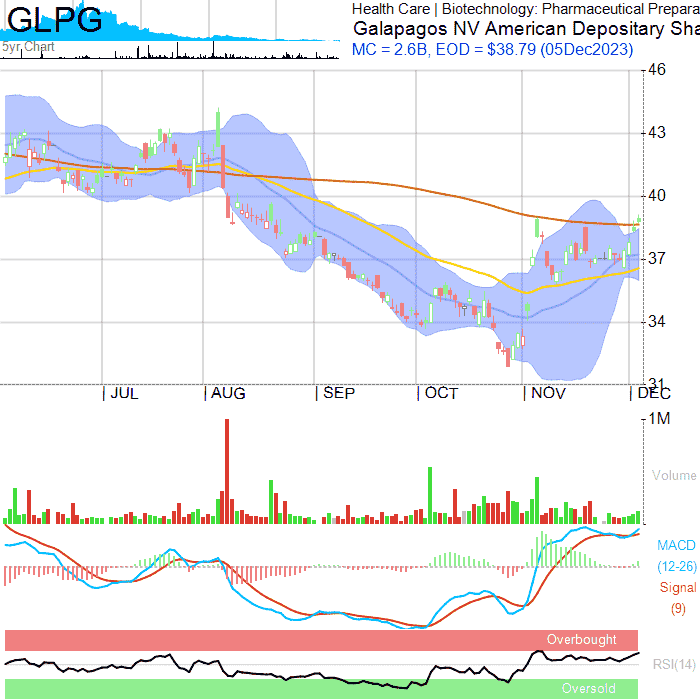 GLPG
5yr Chart
Health Care | Biotechnology: Pharmaceutical Prepara
Galapagos NV American Depositary Sha
MC = 2.6B, EOD = $38.79 (05Dec2023)
46
43
40
37
34
31
JUL
AUG
SEP
OCT
NOV
DEC
1M
Volume
MACD
(12-26)
Signal
(9)
Overbought
RSI(14)
Oversold